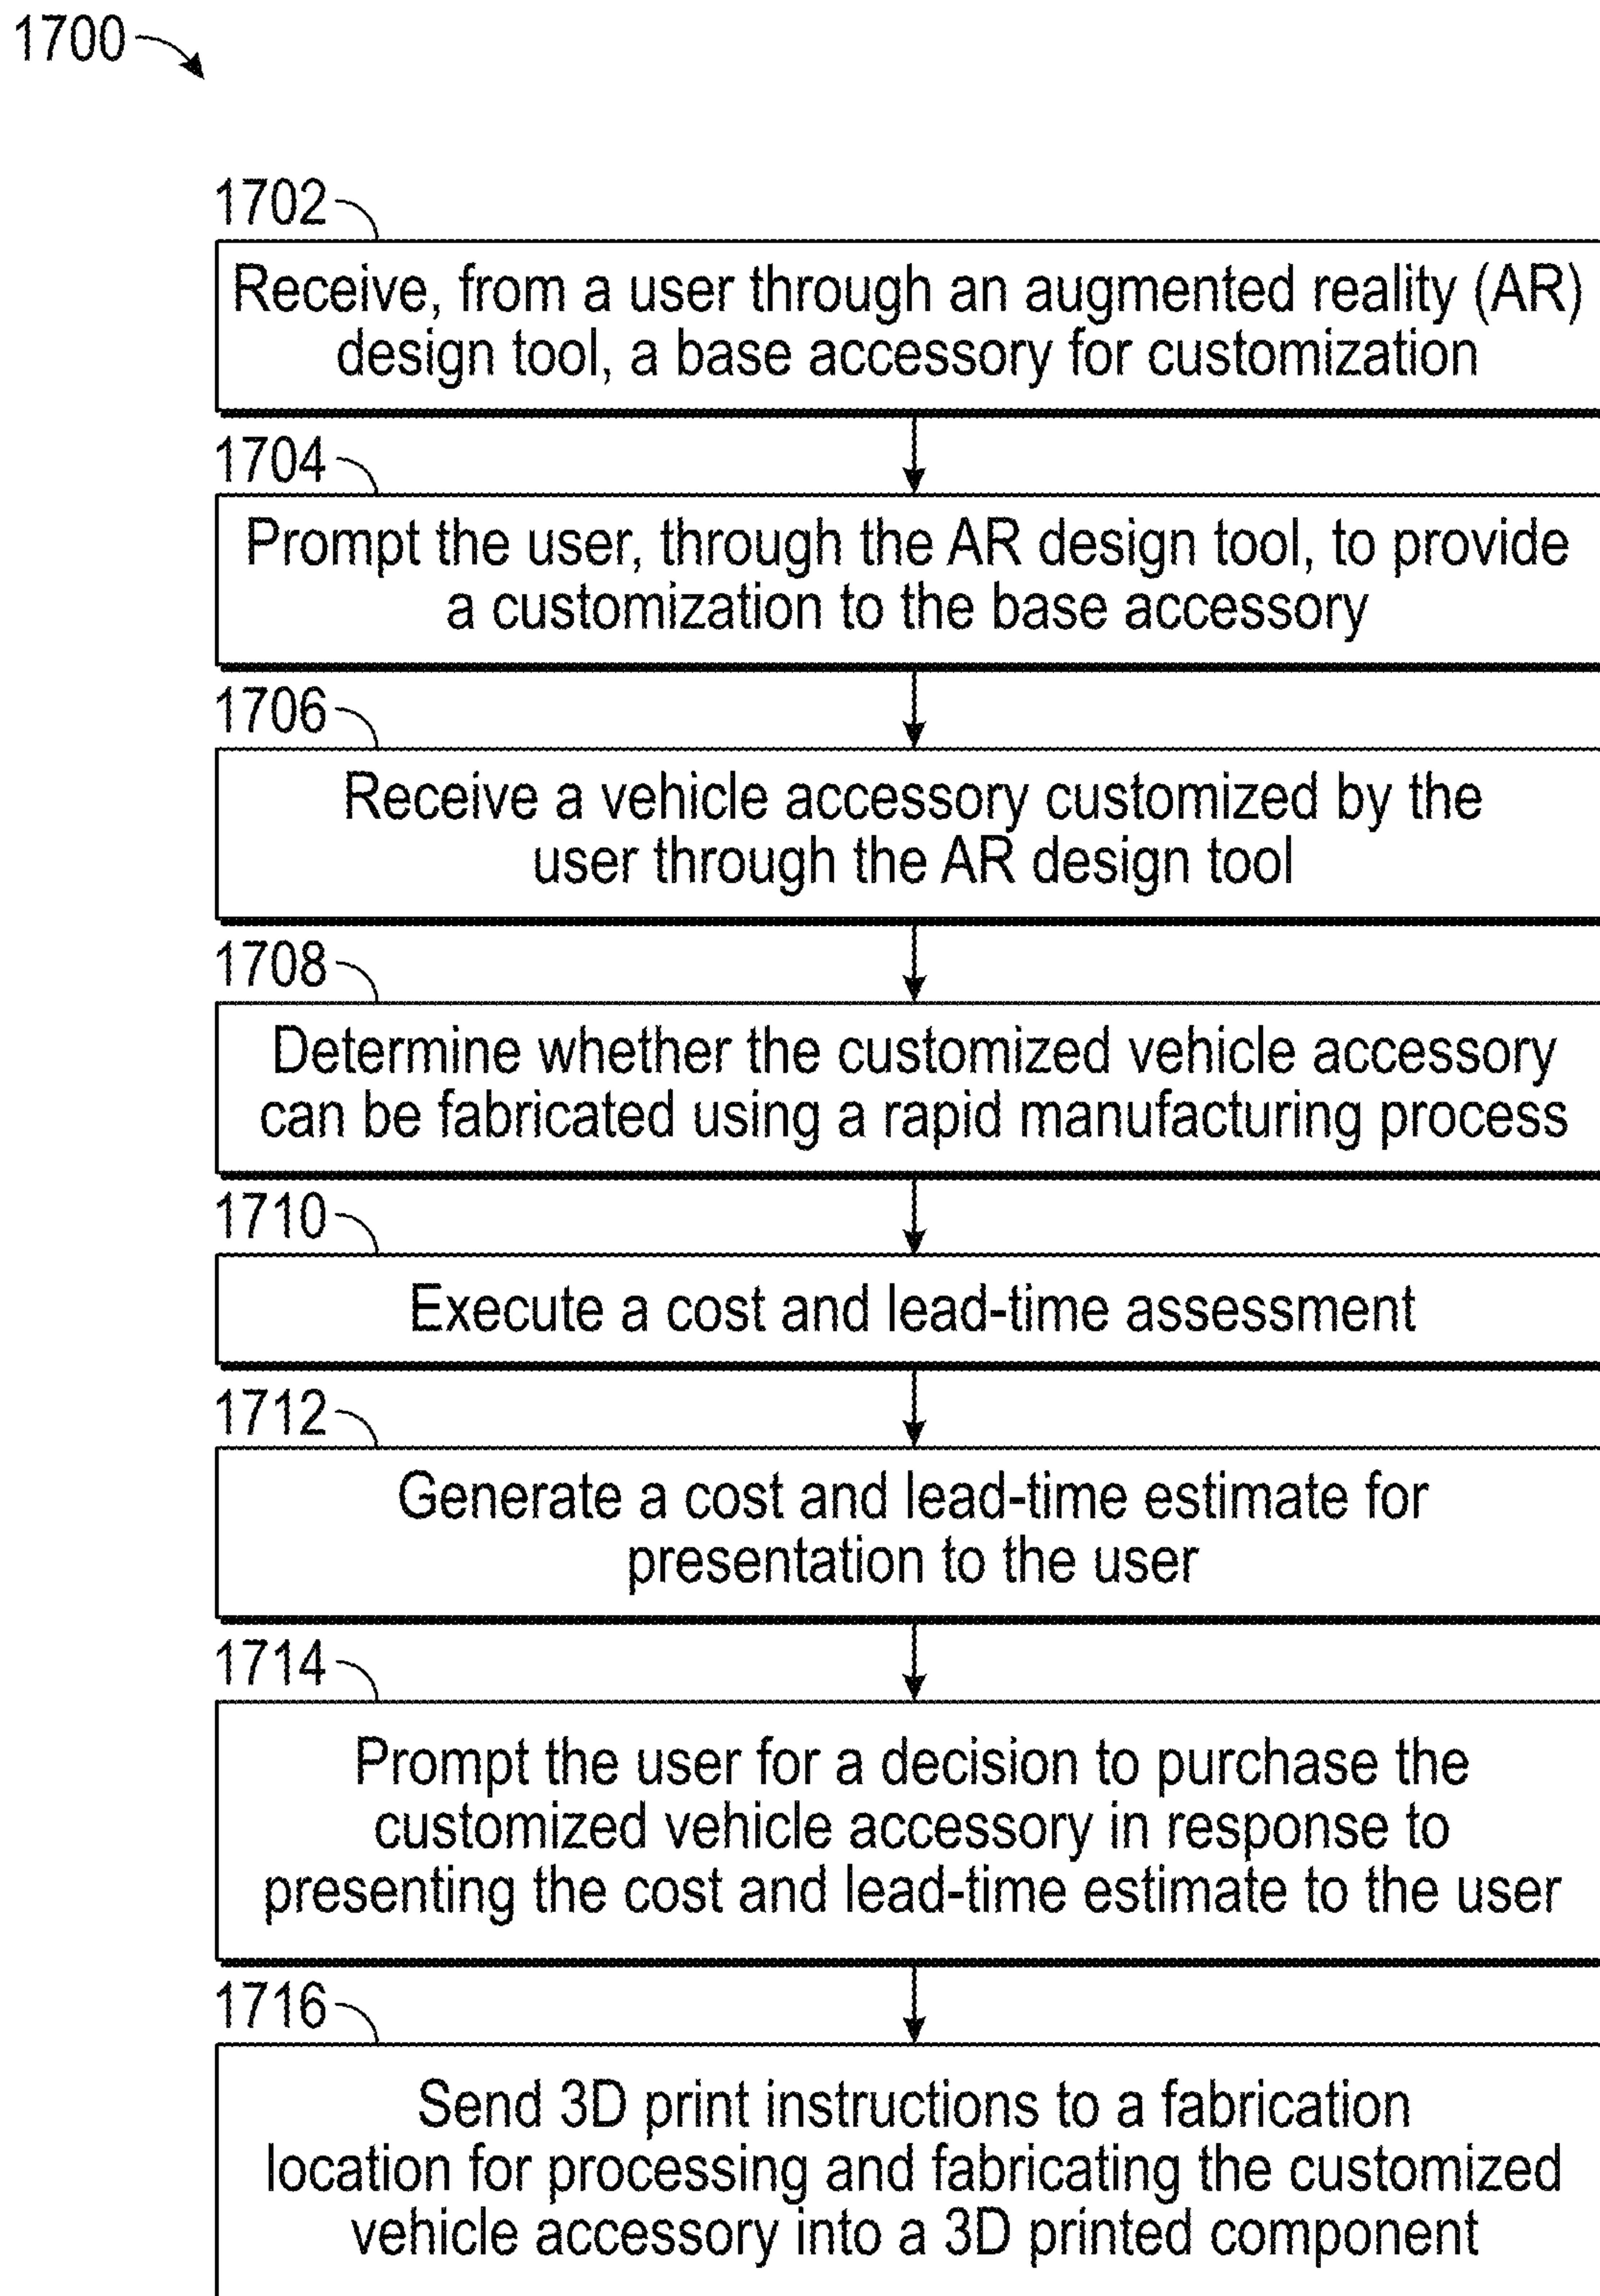 1700
1702
Receive, from a user through an augmented reality (AR)
design tool, a base accessory for customization
1704
Prompt the user, through the AR design tool, to provide
a customization to the base accessory
1706
Receive a vehicle accessory customized by the
user through the AR design tool
1708
Determine whether the customized vehicle accessory
can be fabricated using a rapid manufacturing process
1710
Execute a cost and lead-time assessment
1712
Generate a cost and lead-time estimate for
presentation to the user
1714
Prompt the user for a decision to purchase the
customized vehicle accessory in response to
presenting the cost and lead-time estimate to the user
1716
Send 3D print instructions to a fabrication
location for processing and fabricating the customized
vehicle accessory into a 3D printed component